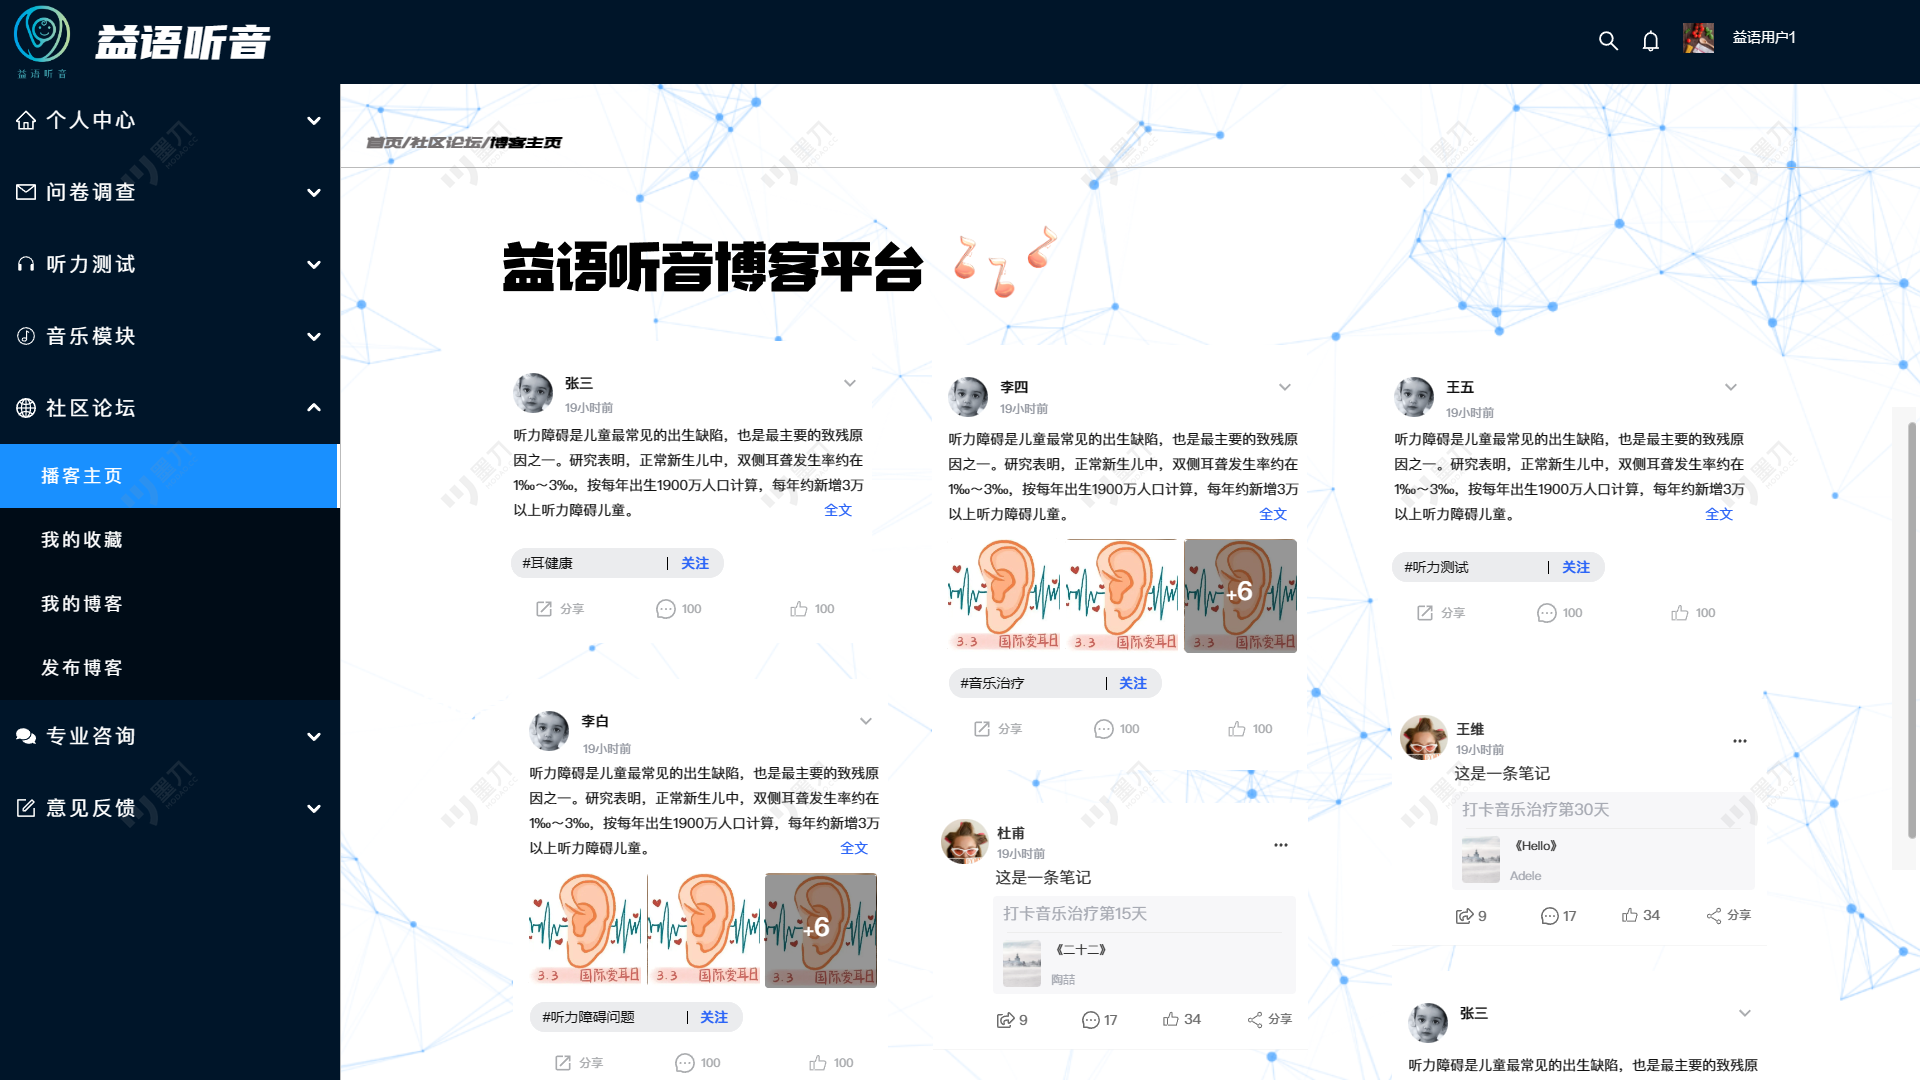 益语听音
益语听音
益语用户1
个人中心
问卷调查
听力测试
音乐模块
社区论坛
播客主页
我的收藏
我的博客
发布博客
专业咨询
意见反馈
首页/社区论坛/博客主页
益语听音博客平台
张三
19小时前
听力障碍是儿童最常见的出生缺陷，也是最主要的致残原
因之一。研究表明，正常新生儿中，双侧耳聋发生率约在
1‰～3‰，按每年出生1900万人口计算，每年约新增3万
以上听力障碍儿童。 全文
#耳健康 | 关注
分享 100 100
李白
19小时前
听力障碍是儿童最常见的出生缺陷，也是最主要的致残原
因之一。研究表明，正常新生儿中，双侧耳聋发生率约在
1‰～3‰，按每年出生1900万人口计算，每年约新增3万
以上听力障碍儿童。 全文
+6
3.3 国际爱耳日 3.3 国际爱耳日 3.3 国际爱耳日
#听力障碍问题 | 关注
分享 100 100
李四
19小时前
听力障碍是儿童最常见的出生缺陷，也是最主要的致残原
因之一。研究表明，正常新生儿中，双侧耳聋发生率约在
1‰～3‰，按每年出生1900万人口计算，每年约新增3万
以上听力障碍儿童。 全文
+6
3.3 国际爱耳日 3.3 国际爱耳日 3.3 国际爱耳日
#音乐治疗 | 关注
分享 100 100
杜甫
19小时前
这是一条笔记
打卡音乐治疗第15天
《二十二》
陶喆
9 17 34 分享
王五
19小时前
听力障碍是儿童最常见的出生缺陷，也是最主要的致残原
因之一。研究表明，正常新生儿中，双侧耳聋发生率约在
1‰～3‰，按每年出生1900万人口计算，每年约新增3万
以上听力障碍儿童。 全文
#听力测试 | 关注
分享 100 100
王维
19小时前
这是一条笔记
打卡音乐治疗第30天
《Hello》
Adele
9 17 34 分享
张三
听力障碍是儿童最常见的出生缺陷，也是最主要的致残原
墨刀
MODAO.CC